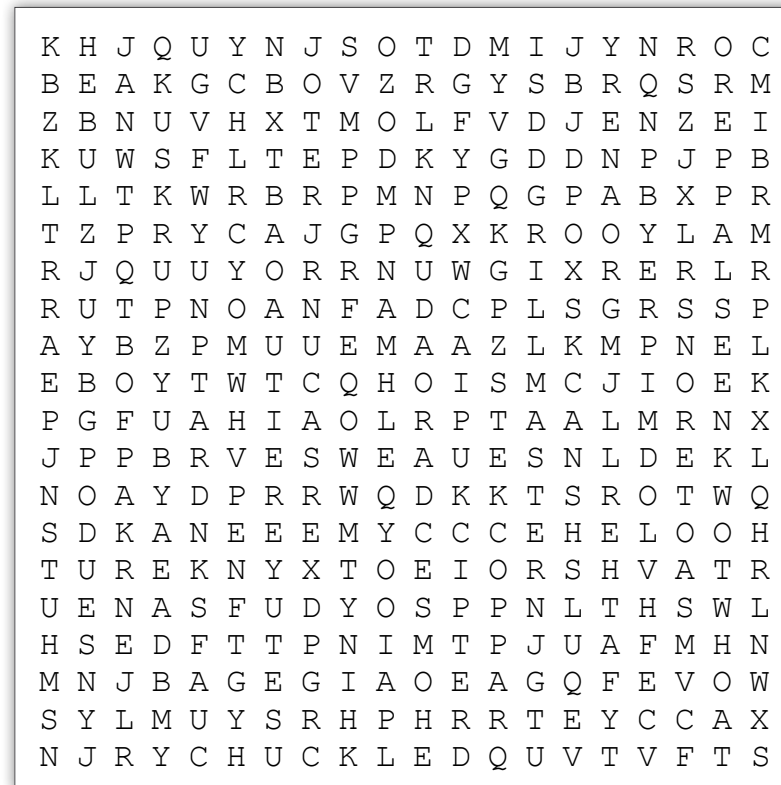 K H J Q U Y N J S O T D M I J Y N R O C
B E A K G C B O V Z R G Y S B R Q S R M
Z B N U V H X T M O L F V D J E N Z E I
K U W S F L T E P D K Y G D D N P J P B
L L T K W R B R P M N P Q G P A B X P R
T Z P R Y C A J G P Q X K R O O Y L A M
R J Q U U Y O R R N U W G I X R E R L R
R U T P N O A N F A D C P L S G R S S P
A Y B Z P M U U E M A A Z L K M P N E L
E B O Y T W T C Q H O I S M C J I O E K
P G F U A H I A O L R P T A A L M R N X
J P P B R V E S W E A U E S N L D E K L
N O A Y D P R R W Q D K K T S R O T W Q
S D K A N E E E M Y C C C E H E L O O H
T U R E K N Y X T O E I O R S H V A T R
U E N A S F U D Y O S P P N L T H S W L
H S E D F T T P N I M T P J U A F M H N
M N J B A G E G I A O E A G Q F E V O W
S Y L M U Y S R H P H R R T E Y C C A X
N J R Y C H U C K L E D Q U V T V F T S